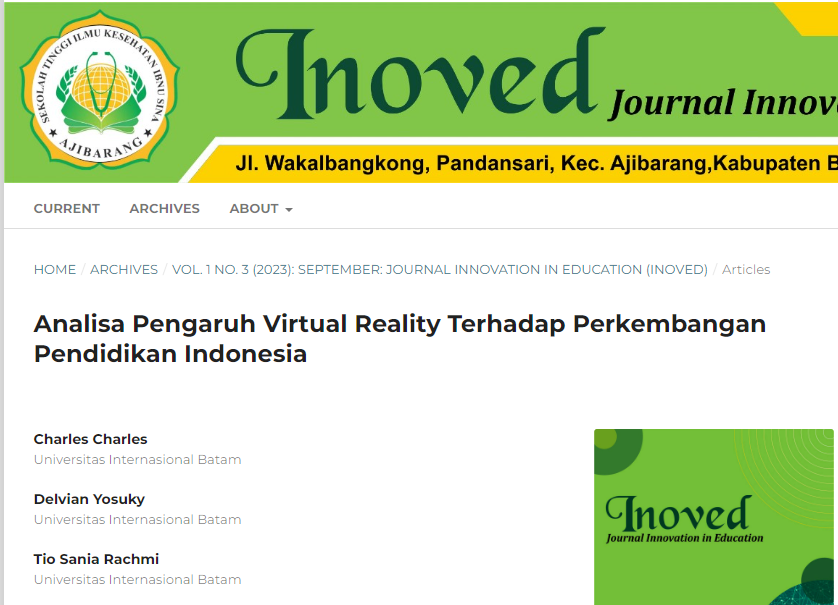 SEKOLAH TINGGI ILMU KESEHATAN IBNU SINA
★ AJIBARANG ★
Inoved Journal Innov
Jl. Wakalbangkong, Pandansari, Kec. Ajibarang,Kabupaten B
CURRENT ARCHIVES ABOUT
HOME / ARCHIVES / VOL. 1 NO. 3 (2023): SEPTEMBER: JOURNAL INNOVATION IN EDUCATION (INOVED) / Articles
Analisa Pengaruh Virtual Reality Terhadap Perkembangan
Pendidikan Indonesia
Charles Charles
Universitas Internasional Batam
Delvian Yosuky
Universitas Internasional Batam
Tio Sania Rachmi
Universitas Internasional Batam
Inoved
Journal Innovation in Education